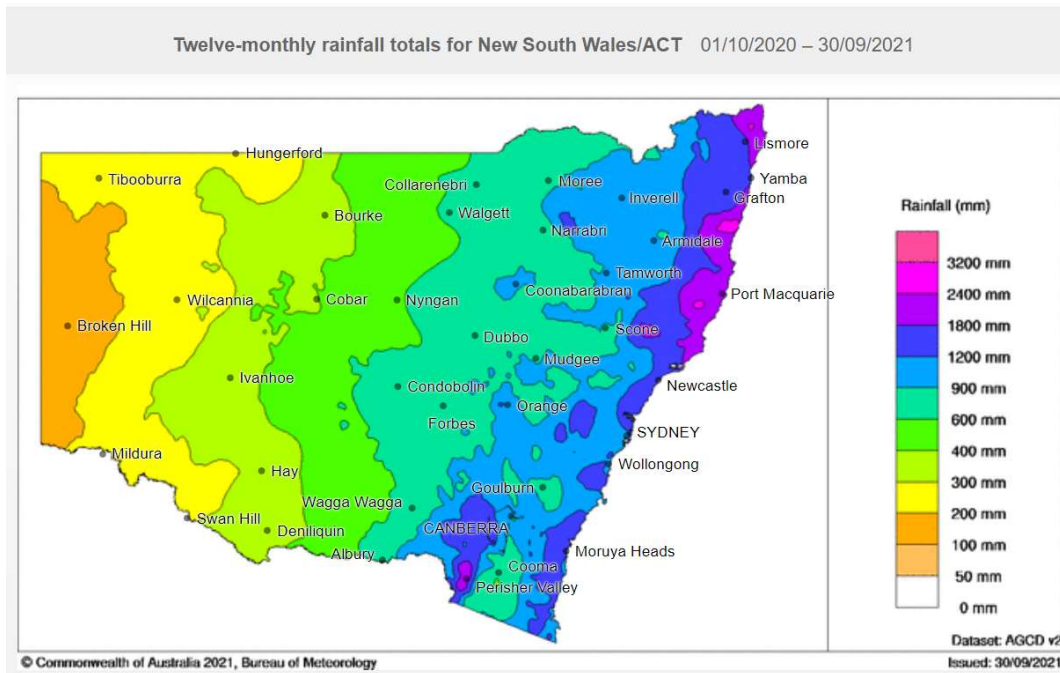 Twelve-monthly rainfall totals for New South Wales/ACT 01/10/2020 – 30/09/2021
Hungerford
Tibooburra
Collarenebri
Moree
Lismore
Yamba
Inverell
Grafton
Bourke
Walgett
Narrabri
Armidale
Tamworth
Wilcannia
Cobar
Nyngan
Coonabarabran
Port Macquarie
Broken Hill
Dubbo
Scone
Mudgee
Ivanhoe
Condobolin
Newcastle
Forbes
Orange
SYDNEY
Mildura
Hay
Wollongong
Goulburn
Wagga Wagga
Swan Hill
Deniliquin
CANBERRA
Albury
Moruya Heads
Cooma
Perisher Valley
Rainfall (mm)
3200 mm
2400 mm
1800 mm
1200 mm
900 mm
600 mm
400 mm
300 mm
200 mm
100 mm
50 mm
0 mm
Dataset: AGCD v2
© Commonwealth of Australia 2021, Bureau of Meteorology
Issued: 30/09/2021